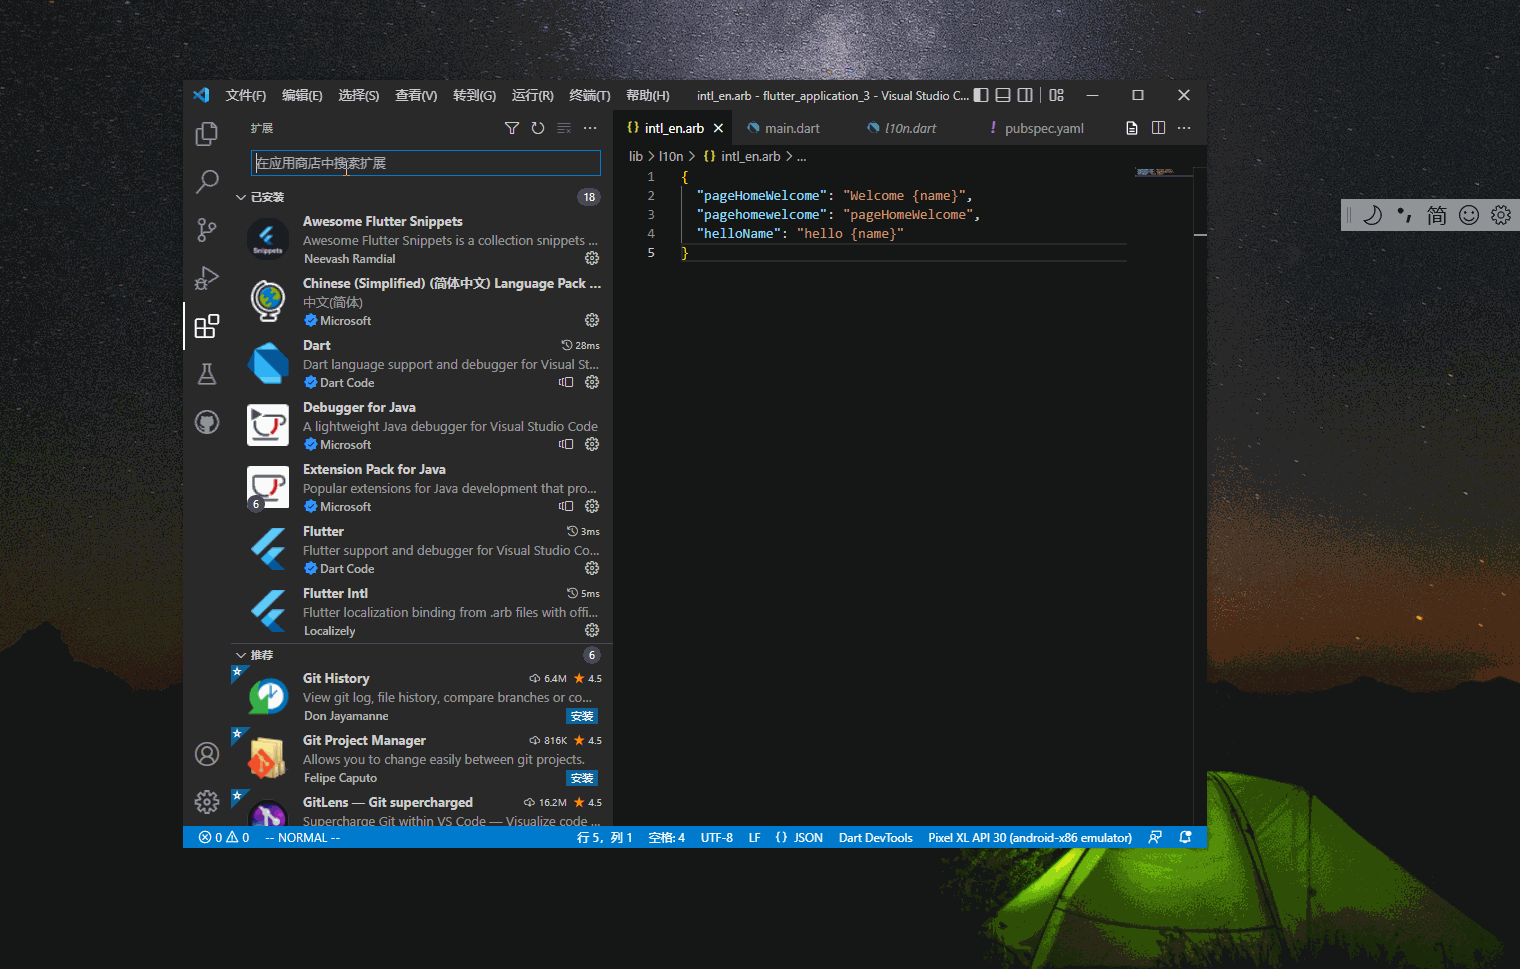 文件(F) 编辑(E) 选择(S) 查看(V) 转到(G) 运行(R) 终端(T) 帮助(H) intl_en.arb - flutter_application_3 - Visual Studio C...
扩展
在应用商店中搜索扩展
已安装 18
Awesome Flutter Snippets
Awesome Flutter Snippets is a collection snippets ...
Neevash Ramdial
Snippets
Chinese (Simplified) (简体中文) Language Pack ...
中文(简体)
Microsoft
Dart 28ms
Dart language support and debugger for Visual St...
Dart Code
Debugger for Java
A lightweight Java debugger for Visual Studio Code
Microsoft
Extension Pack for Java
Popular extensions for Java development that pro...
6 Microsoft
Flutter 3ms
Flutter support and debugger for Visual Studio Co...
Dart Code
Flutter Intl 5ms
Flutter localization binding from .arb files with offi...
Localizely
推荐 6
Git History 6.4M 4.5
View git log, file history, compare branches or co...
Don Jayamanne 安装
Git Project Manager 816K 4.5
Allows you to change easily between git projects.
Felipe Caputo 安装
GitLens — Git supercharged 16.2M 4.5
Supercharge Git within VS Code — Visualize code ...
{} intl_en.arb main.dart l10n.dart ! pubspec.yaml
lib > l10n > {} intl_en.arb > ...
1 {
2 "pageHomeWelcome": "Welcome {name}",
3 "pagehomewelcome": "pageHomeWelcome",
4 "helloName": "hello {name}"
5 }
简
0 0 -- NORMAL -- 行 5，列 1 空格: 4 UTF-8 LF {} JSON Dart DevTools Pixel XL API 30 (android-x86 emulator)